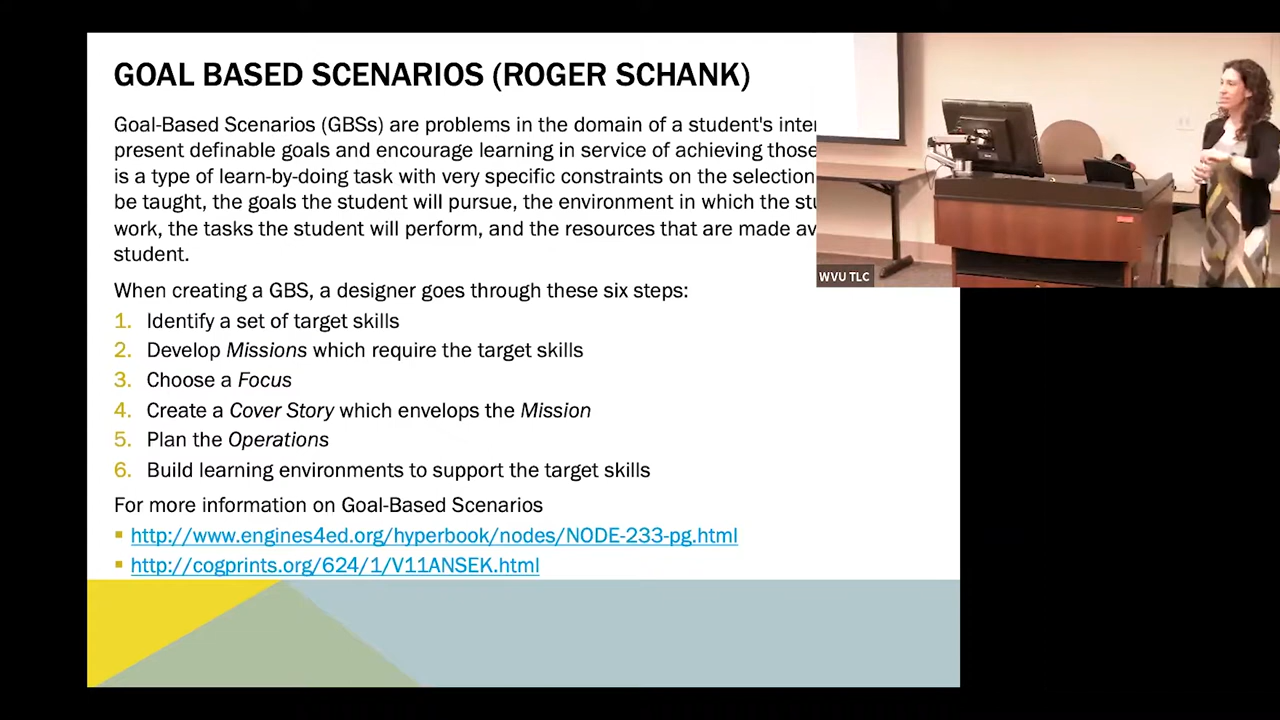 GOAL BASED SCENARIOS (ROGER SCHANK)
Goal-Based Scenarios (GBSs) are problems in the domain of a student's
present definable goals and encourage learning in service of achieving those
is a type of learn-by-doing task with very specific constraints on the selection
be taught, the goals the student will pursue, the environment in which the
work, the tasks the student will perform, and the resources that are made
student.
When creating a GBS, a designer goes through these six steps:
1. Identify a set of target skills
2. Develop Missions which require the target skills
3. Choose a Focus
4. Create a Cover Story which envelops the Mission
5. Plan the Operations
6. Build learning environments to support the target skills
For more information on Goal-Based Scenarios
▪ http://www.engines4ed.org/hyperbook/nodes/NODE-233-pg.html
▪ http://cogprints.org/624/1/V11ANSEK.html
WVU TLC